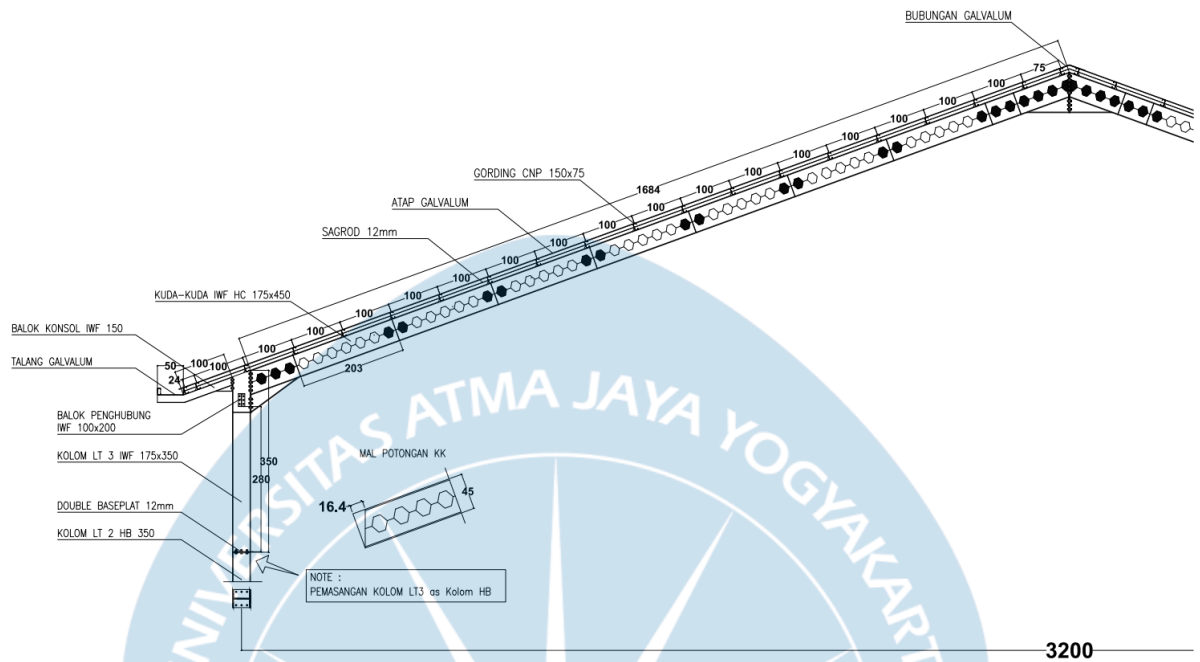 BUBUNGAN GALVALUM
75
100
100
100
100
100
GORDING CNP 150x75
100
1684
100
ATAP GALVALUM
100
100
SAGROD 12mm
100
100
100
KUDA-KUDA IWF HC 175x450
100
100
100
BALOK KONSOL IWF 150
100
TALANG GALVALUM
50
100
100
24
203
BALOK PENGHUBUNG
IWF 100x200
KOLOM LT 3 IWF 175x350
350
280
MAL POTONGAN KK
16.4
45
DOUBLE BASEPLAT 12mm
KOLOM LT 2 HB 350
NOTE :
PEMASANGAN KOLOM LT3 as Kolom HB
3200
UNIVERSITAS ATMA JAYA YOGYAKART